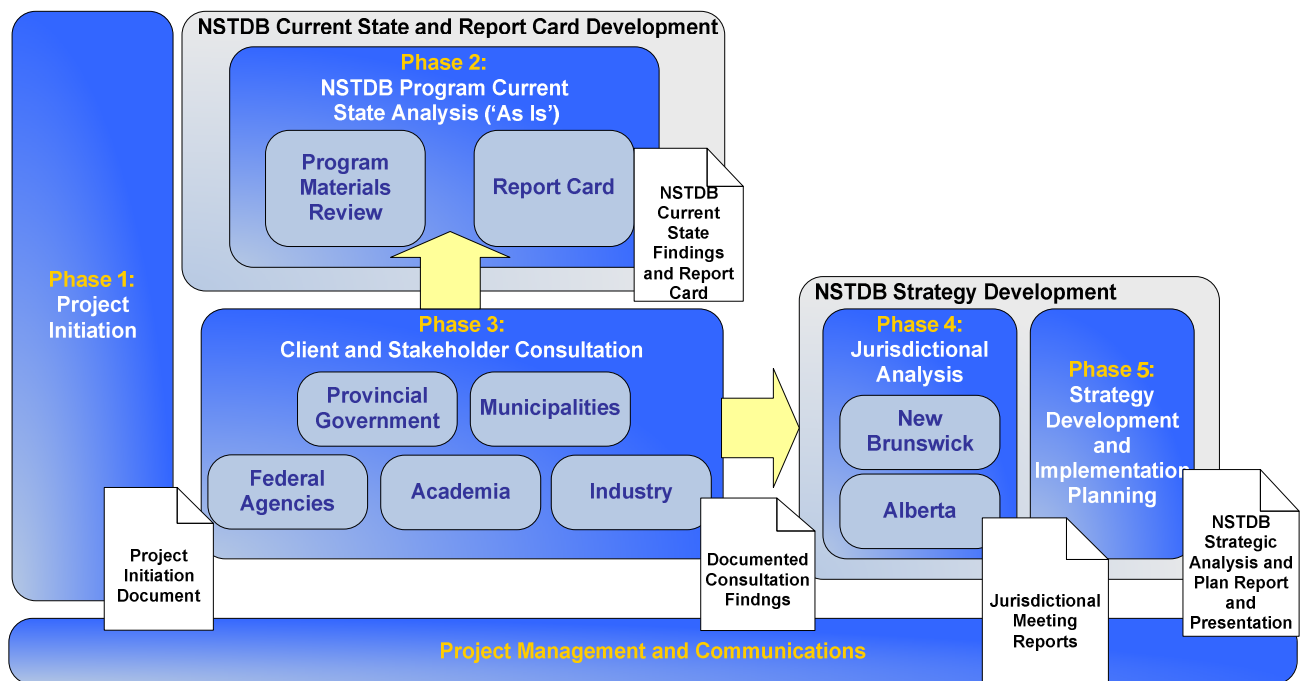 NSTDB Current State and Report Card Development
Phase 2:
NSTDB Program Current
State Analysis (‘As Is’)
Program
Materials
Review
Report Card
NSTDB
Current
State
Findings
and Report
Card
Phase 1:
Project
Initiation
Project
Initiation
Document
Phase 3:
Client and Stakeholder Consultation
Provincial
Government
Municipalities
Federal
Agencies
Academia
Industry
Documented
Consultation
Findngs
NSTDB Strategy Development
Phase 4:
Jurisdictional
Analysis
New
Brunswick
Alberta
Jurisdictional
Meeting
Reports
Phase 5:
Strategy
Development
and
Implementation
Planning
NSTDB
Strategic
Analysis and
Plan Report
and
Presentation
Project Management and Communications